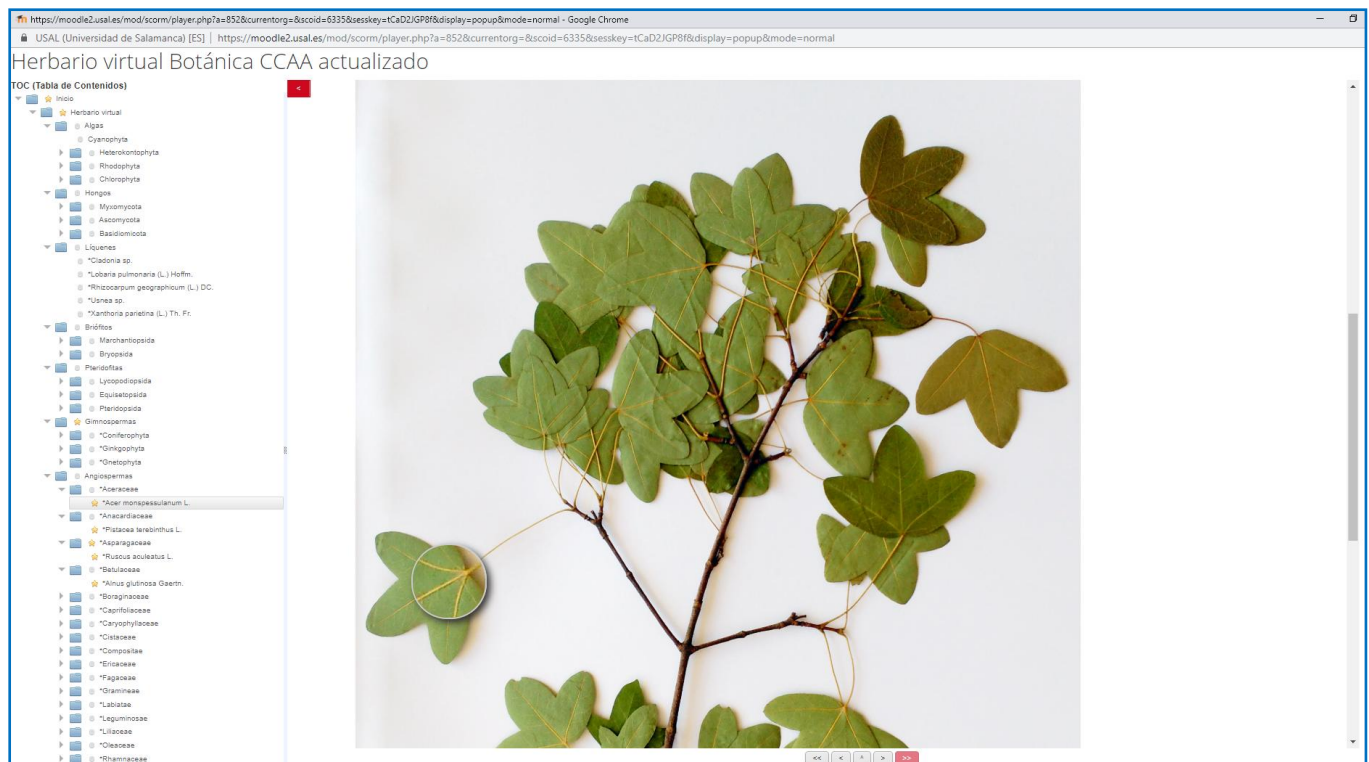 https://moodle2.usal.es/mod/scorm/player.php?a=852&currentorg=&scoid=6335&sesskey=tCaD2JGP8f&display=popup&mode=normal - Google Chrome
USAL (Universidad de Salamanca) [ES] | https://moodle2.usal.es/mod/scorm/player.php?a=852&currentorg=&scoid=6335&sesskey=tCaD2JGP8f&display=popup&mode=normal
Herbario virtual Botánica CCAA actualizado
TOC (Tabla de Contenidos)
<
Inicio
Herbario virtual
Algas
Cyanophyta
Heterokontophyta
Rhodophyta
Chlorophyta
Hongos
Myxomycota
Ascomycota
Basidiomicota
Líquenes
*Cladonia sp.
*Lobaria pulmonaria (L.) Hoffm.
*Rhizocarpum geographicum (L.) DC.
*Usnea sp.
*Xanthoria parietina (L.) Th. Fr.
Briófitos
Marchantiopsida
Bryopsida
Pteridofitas
Lycopodiopsida
Equisetopsida
Pteridopsida
Gimnospermas
*Coniferophyta
*Ginkgophyta
*Gnetophyta
Angiospermas
*Aceraceae
*Acer monspessulanum L.
*Anacardiaceae
*Pistacea terebinthus L.
*Asparagaceae
*Ruscus aculeatus L.
*Betulaceae
*Alnus glutinosa Gaertn.
*Boraginaceae
*Caprifoliaceae
*Caryophyllaceae
*Cistaceae
*Compositae
*Ericaceae
*Fagaceae
*Gramineae
*Labiatae
*Leguminosae
*Liliaceae
*Oleaceae
*Rhamnaceae
<< < ^ > >>